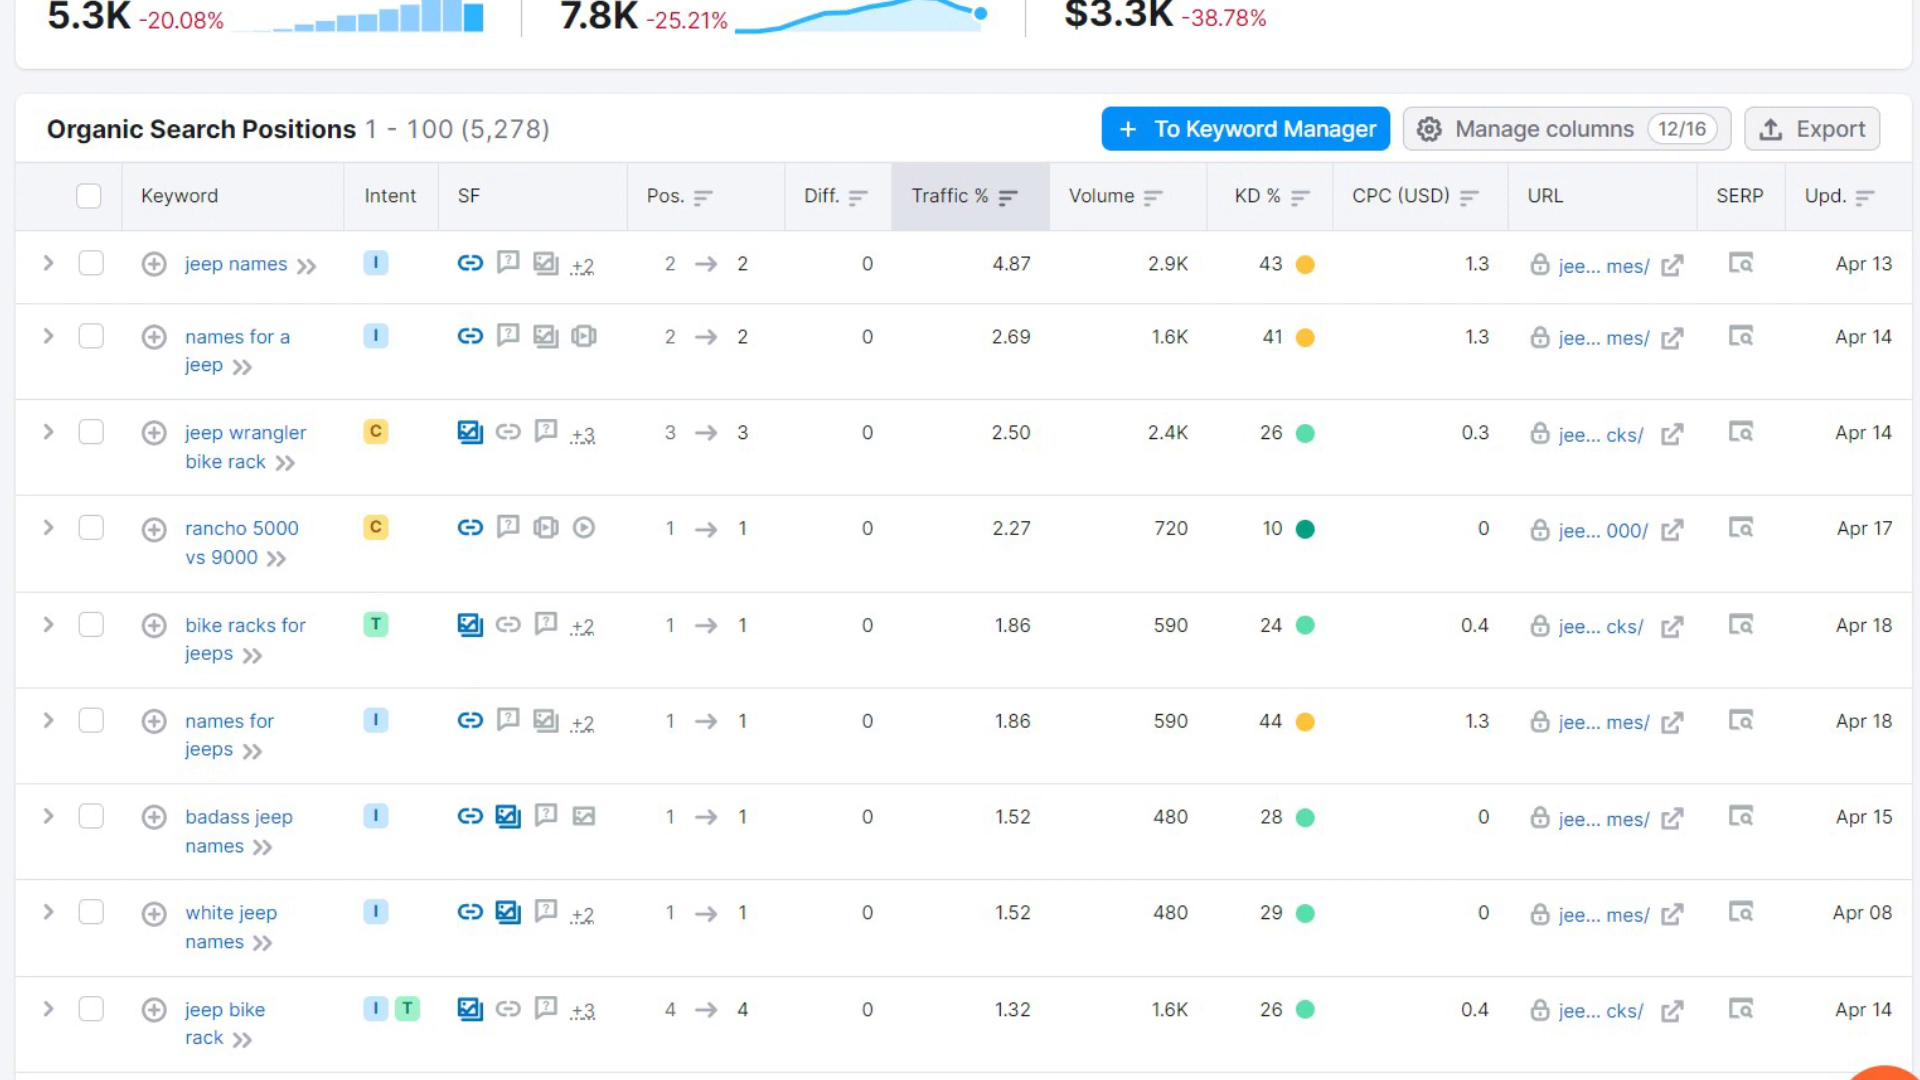 5.3K -20.08% 7.8K -25.21% $3.3K -38.78%
Organic Search Positions 1 - 100 (5,278)
+ To Keyword Manager Manage columns 12/16 Export
Keyword Intent SF Pos. Diff. Traffic % Volume KD % CPC (USD) URL SERP Upd.
jeep names I +2 2 → 2 0 4.87 2.9K 43 1.3 jee... mes/ Apr 13
names for a I 2 → 2 0 2.69 1.6K 41 1.3 jee... mes/ Apr 14
jeep
jeep wrangler C +3 3 → 3 0 2.50 2.4K 26 0.3 jee... cks/ Apr 14
bike rack
rancho 5000 C 1 → 1 0 2.27 720 10 0 jee... 000/ Apr 17
vs 9000
bike racks for T +2 1 → 1 0 1.86 590 24 0.4 jee... cks/ Apr 18
jeeps
names for I +2 1 → 1 0 1.86 590 44 1.3 jee... mes/ Apr 18
jeeps
badass jeep I 1 → 1 0 1.52 480 28 0 jee... mes/ Apr 15
names
white jeep I +2 1 → 1 0 1.52 480 29 0 jee... mes/ Apr 08
names
jeep bike I T +3 4 → 4 0 1.32 1.6K 26 0.4 jee... cks/ Apr 14
rack